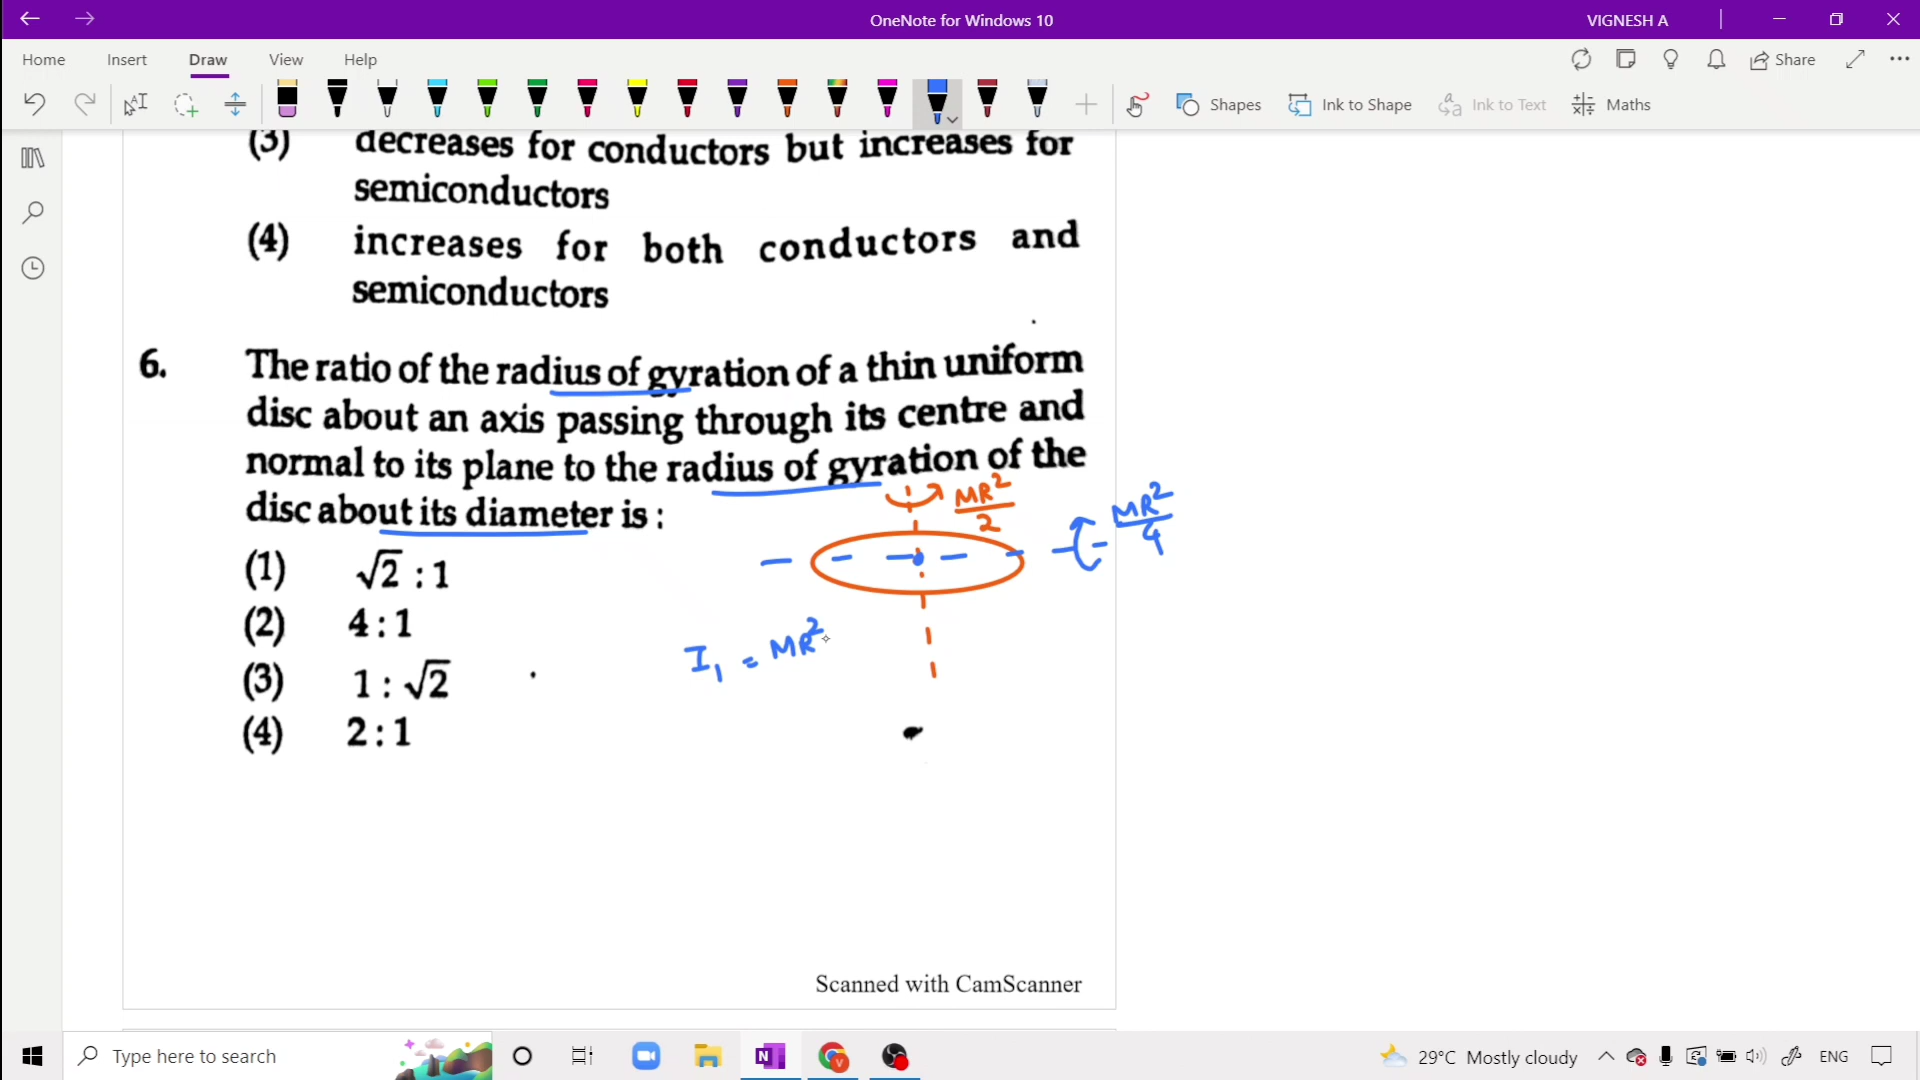 OneNote for Windows 10
VIGNESH A
Home Insert Draw View Help
Share
Shapes Ink to Shape Ink to Text Maths
(3) decreases for conductors but increases for
semiconductors
(4) increases for both conductors and
semiconductors
6. The ratio of the radius of gyration of a thin uniform
disc about an axis passing through its centre and
normal to its plane to the radius of gyration of the
disc about its diameter is :
MR²/2
MR²/4
(1) √2 : 1
(2) 4 : 1
(3) 1 : √2
(4) 2 : 1
I₁ = MR²
Scanned with CamScanner
Type here to search
29°C Mostly cloudy
ENG